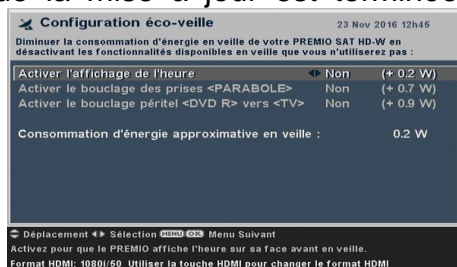 de la mise à jour est terminée
Configuration éco-veille 23 Nov 2016 12h45
Diminuer la consommation d'énergie en veille de votre PREMIO SAT HD-W en
désactivant les fonctionnalités disponibles en veille que vous n'utiliserez pas :
Activer l'affichage de l'heure Non (+ 0.2 W)
Activer le bouclage des prises <PARABOLE> Non (+ 0.7 W)
Activer le bouclage péritel <DVD R> vers <TV> Non (+ 0.9 W)
Consommation d'énergie approximative en veille : 0.2 W
Déplacement Sélection MENU OK Menu Suivant
Activez pour que le PREMIO affiche l'heure sur sa face avant en veille.
Format HDMI: 1080i/50 Utiliser la touche HDMI pour changer le format HDMI